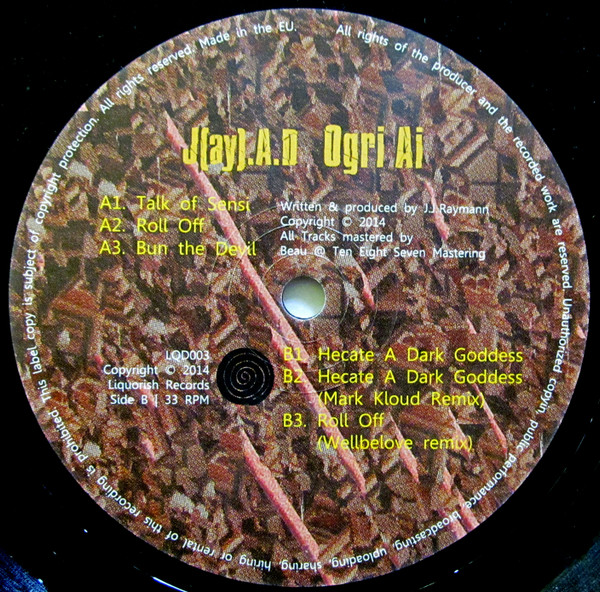 J(ay).A.D Ogri Ai
A1. Talk of Sensi
A2. Roll Off
A3. Bun the Devil
Written & produced by J.J.Raymann
Copyright © 2014
All Tracks mastered by
Beau @ Ten Eight Seven Mastering
LQD003
Copyright © 2014
Liquorish Records
Side B | 33 RPM
B1. Hecate A Dark Goddess
B2. Hecate A Dark Goddess
(Mark Kloud Remix)
B3. Roll Off
(Wellbelove remix)
All rights of the producer and the recorded work are reserved. Unauthorized copyin public performance, broadcasting, uploading, sharing, hiring or rental of this recording is prohibited This label copy is subject of copyright protection. All rights reserved. Made in the EU.